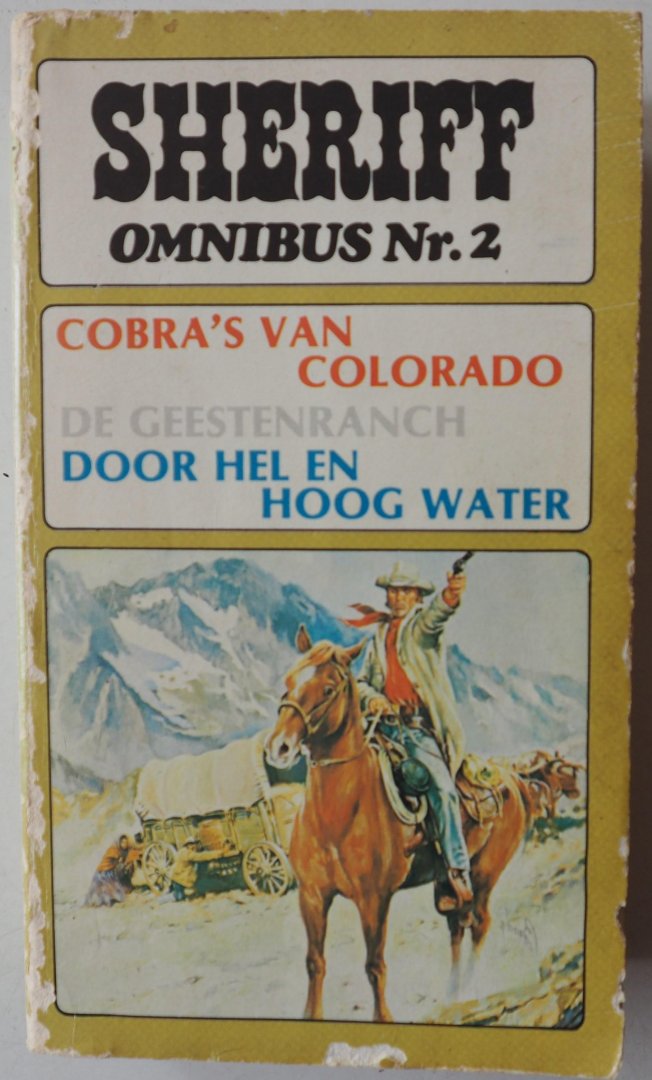 SHERIFF
OMNIBUS Nr. 2
COBRA'S VAN
COLORADO
DE GEESTENRANCH
DOOR HEL EN
HOOG WATER